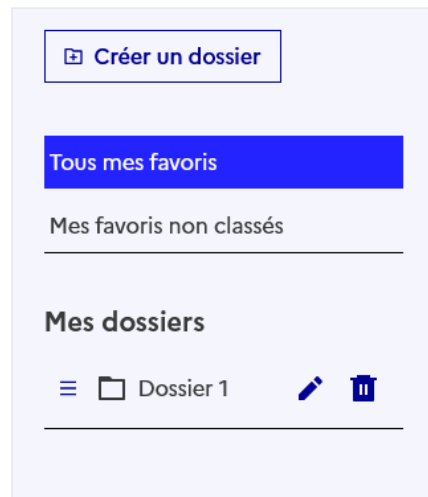 Créer un dossier
Tous mes favoris
Mes favoris non classés
Mes dossiers
Dossier 1